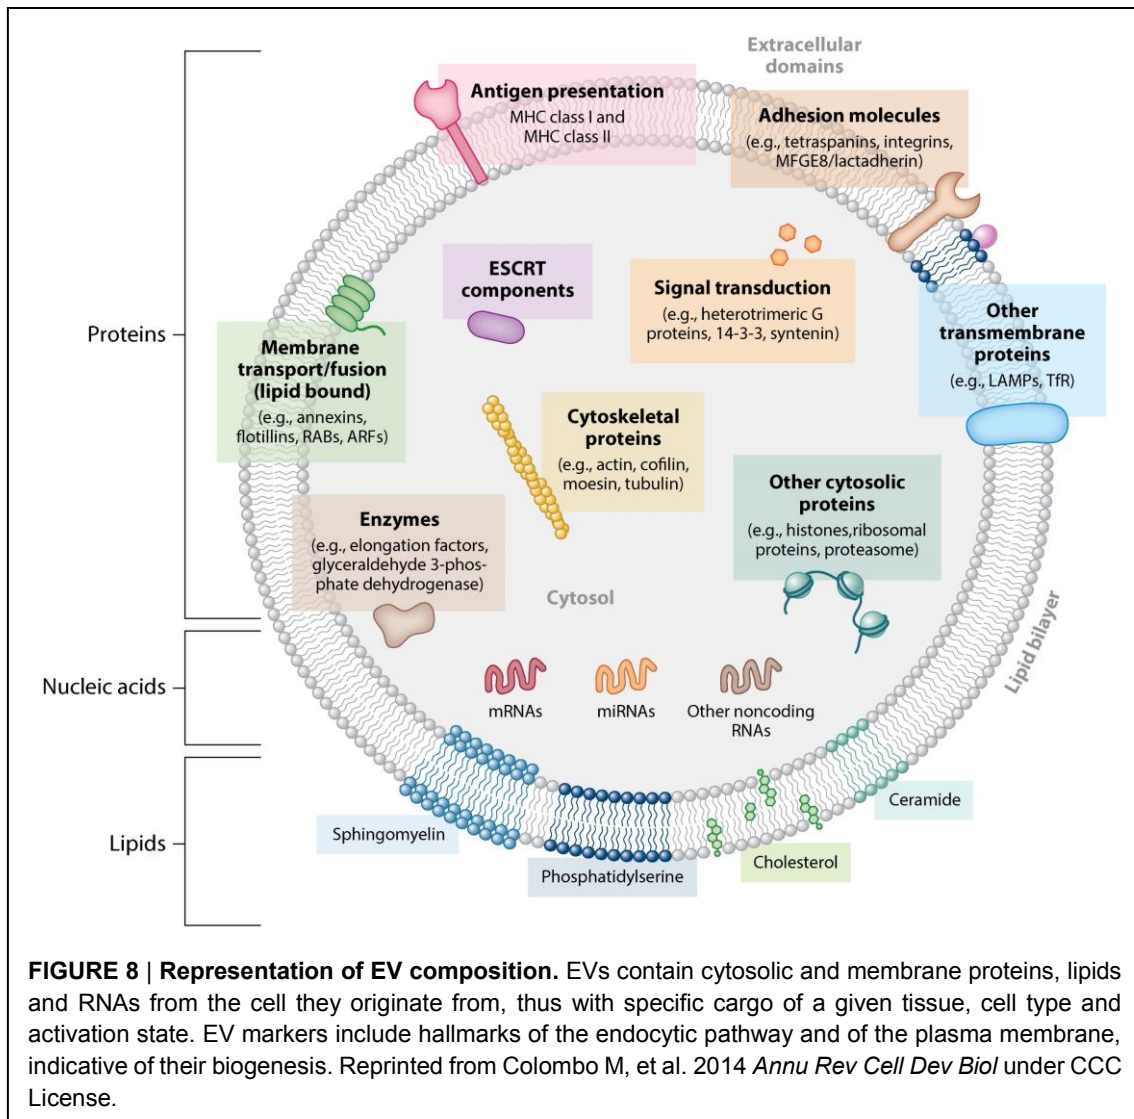 Extracellular
domains
Antigen presentation
MHC class I and
MHC class II
Adhesion molecules
(e.g., tetraspanins, integrins,
MFGE8/lactadherin)
ESCRT
components
Signal transduction
(e.g., heterotrimeric G
proteins, 14-3-3, syntenin)
Other
transmembrane
proteins
(e.g., LAMPs, TfR)
Proteins
Membrane
transport/fusion
(lipid bound)
(e.g., annexins,
flotillins, RABs, ARFs)
Cytoskeletal
proteins
(e.g., actin, cofilin,
moesin, tubulin)
Other cytosolic
proteins
(e.g., histones,ribosomal
proteins, proteasome)
Enzymes
(e.g., elongation factors,
glyceraldehyde 3-phos-
phate dehydrogenase)
Cytosol
Lipid bilayer
Nucleic acids
mRNAs
miRNAs
Other noncoding
RNAs
Lipids
Sphingomyelin
Phosphatidylserine
Cholesterol
Ceramide
FIGURE 8 | Representation of EV composition. EVs contain cytosolic and membrane proteins, lipids
and RNAs from the cell they originate from, thus with specific cargo of a given tissue, cell type and
activation state. EV markers include hallmarks of the endocytic pathway and of the plasma membrane,
indicative of their biogenesis. Reprinted from Colombo M, et al. 2014 Annu Rev Cell Dev Biol under CCC
License.